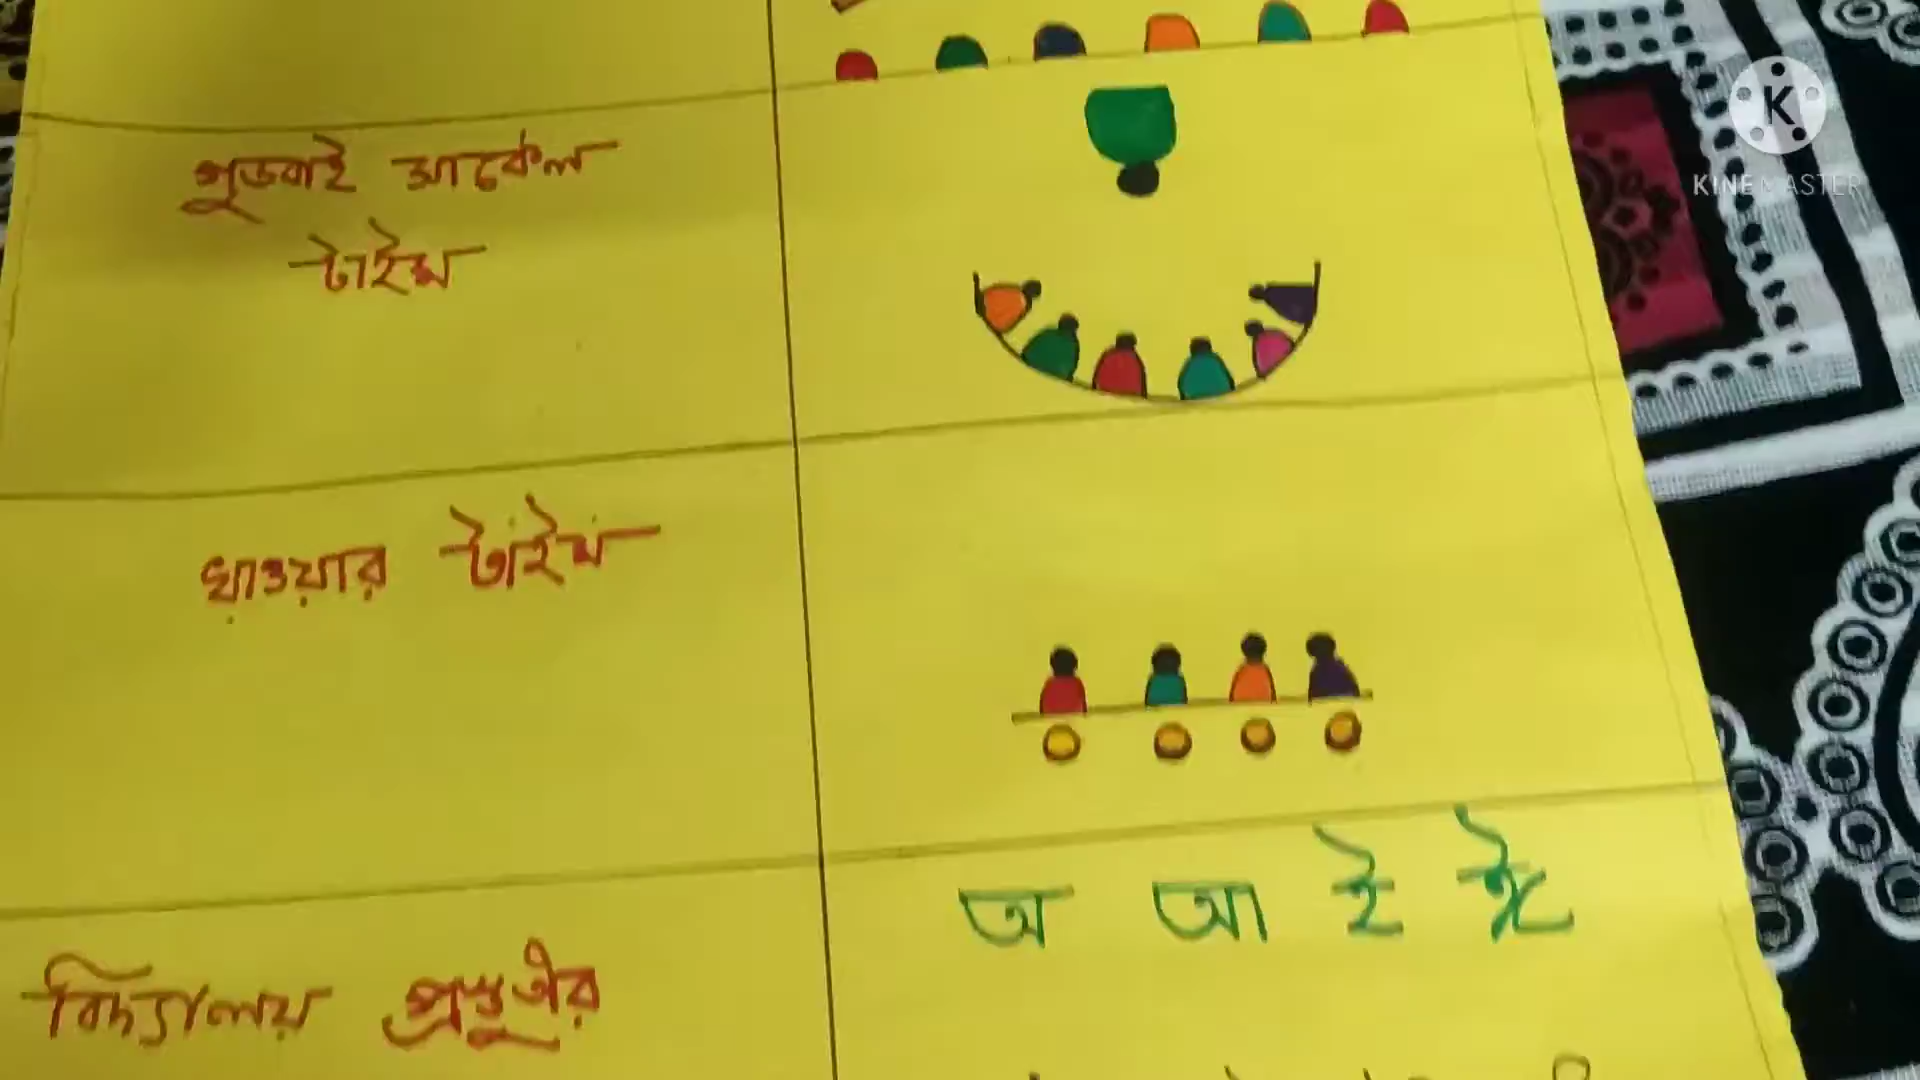 গুডবাই সার্কেল
টাইম
খাওয়ার টাইম
অ আ ই ঈ
বিদ্যালয় প্রস্তুতীর
K
KINEMASTER